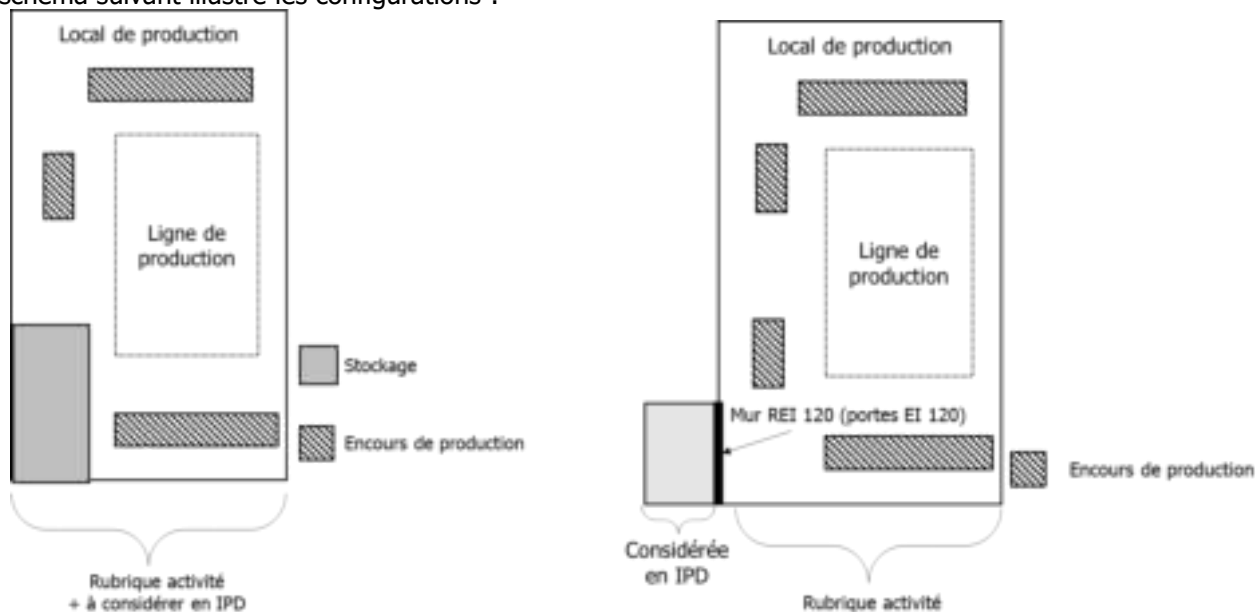 schéma suivant illustre les configurations :
Local de production
Ligne de
production
Stockage
Encours de production
Rubrique activité
+ à considérer en IPD
Local de production
Ligne de
production
Mur REI 120 (portes EI 120)
Encours de production
Considérée
en IPD
Rubrique activité